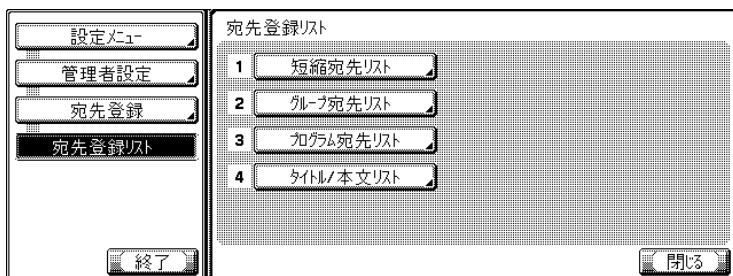 設定ﾒﾆｭｰ
管理者設定
宛先登録
宛先登録ﾘｽﾄ
終了
宛先登録ﾘｽﾄ
1 短縮宛先ﾘｽﾄ
2 ｸﾞﾙｰﾌﾟ宛先ﾘｽﾄ
3 ﾌﾟﾛｸﾞﾗﾑ宛先ﾘｽﾄ
4 ﾀｲﾄﾙ/本文ﾘｽﾄ
閉じる